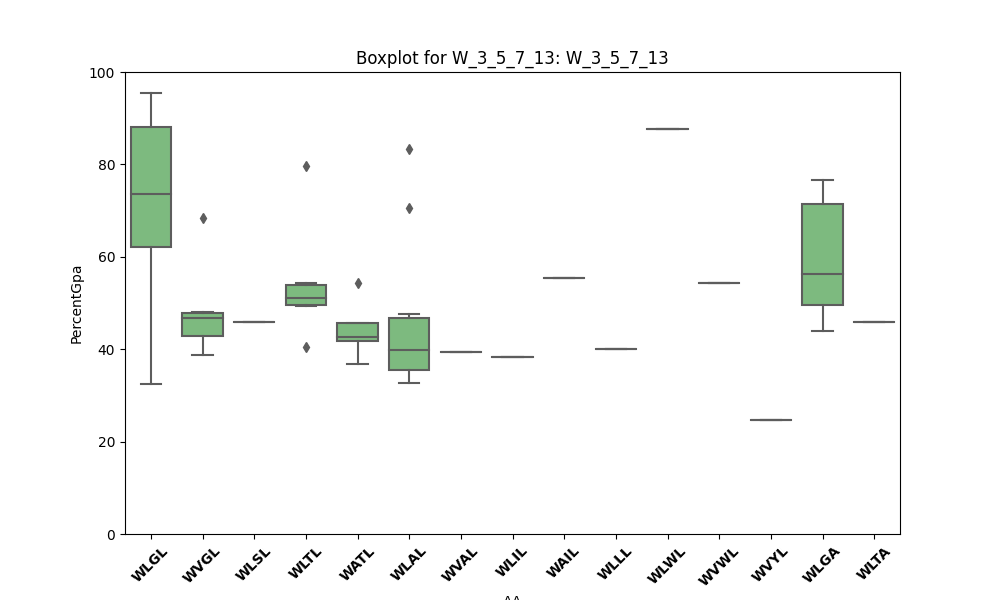 Boxplot for W_3_5_7_13: W_3_5_7_13
100
80
60
40
20
0
PercentGpa
WLGL
WVGL
WLSL
WLTL
WATL
WLAL
WVAL
WLIL
WAIL
WLLL
WLWL
WVWL
WVYL
WLGA
WLTA
AA